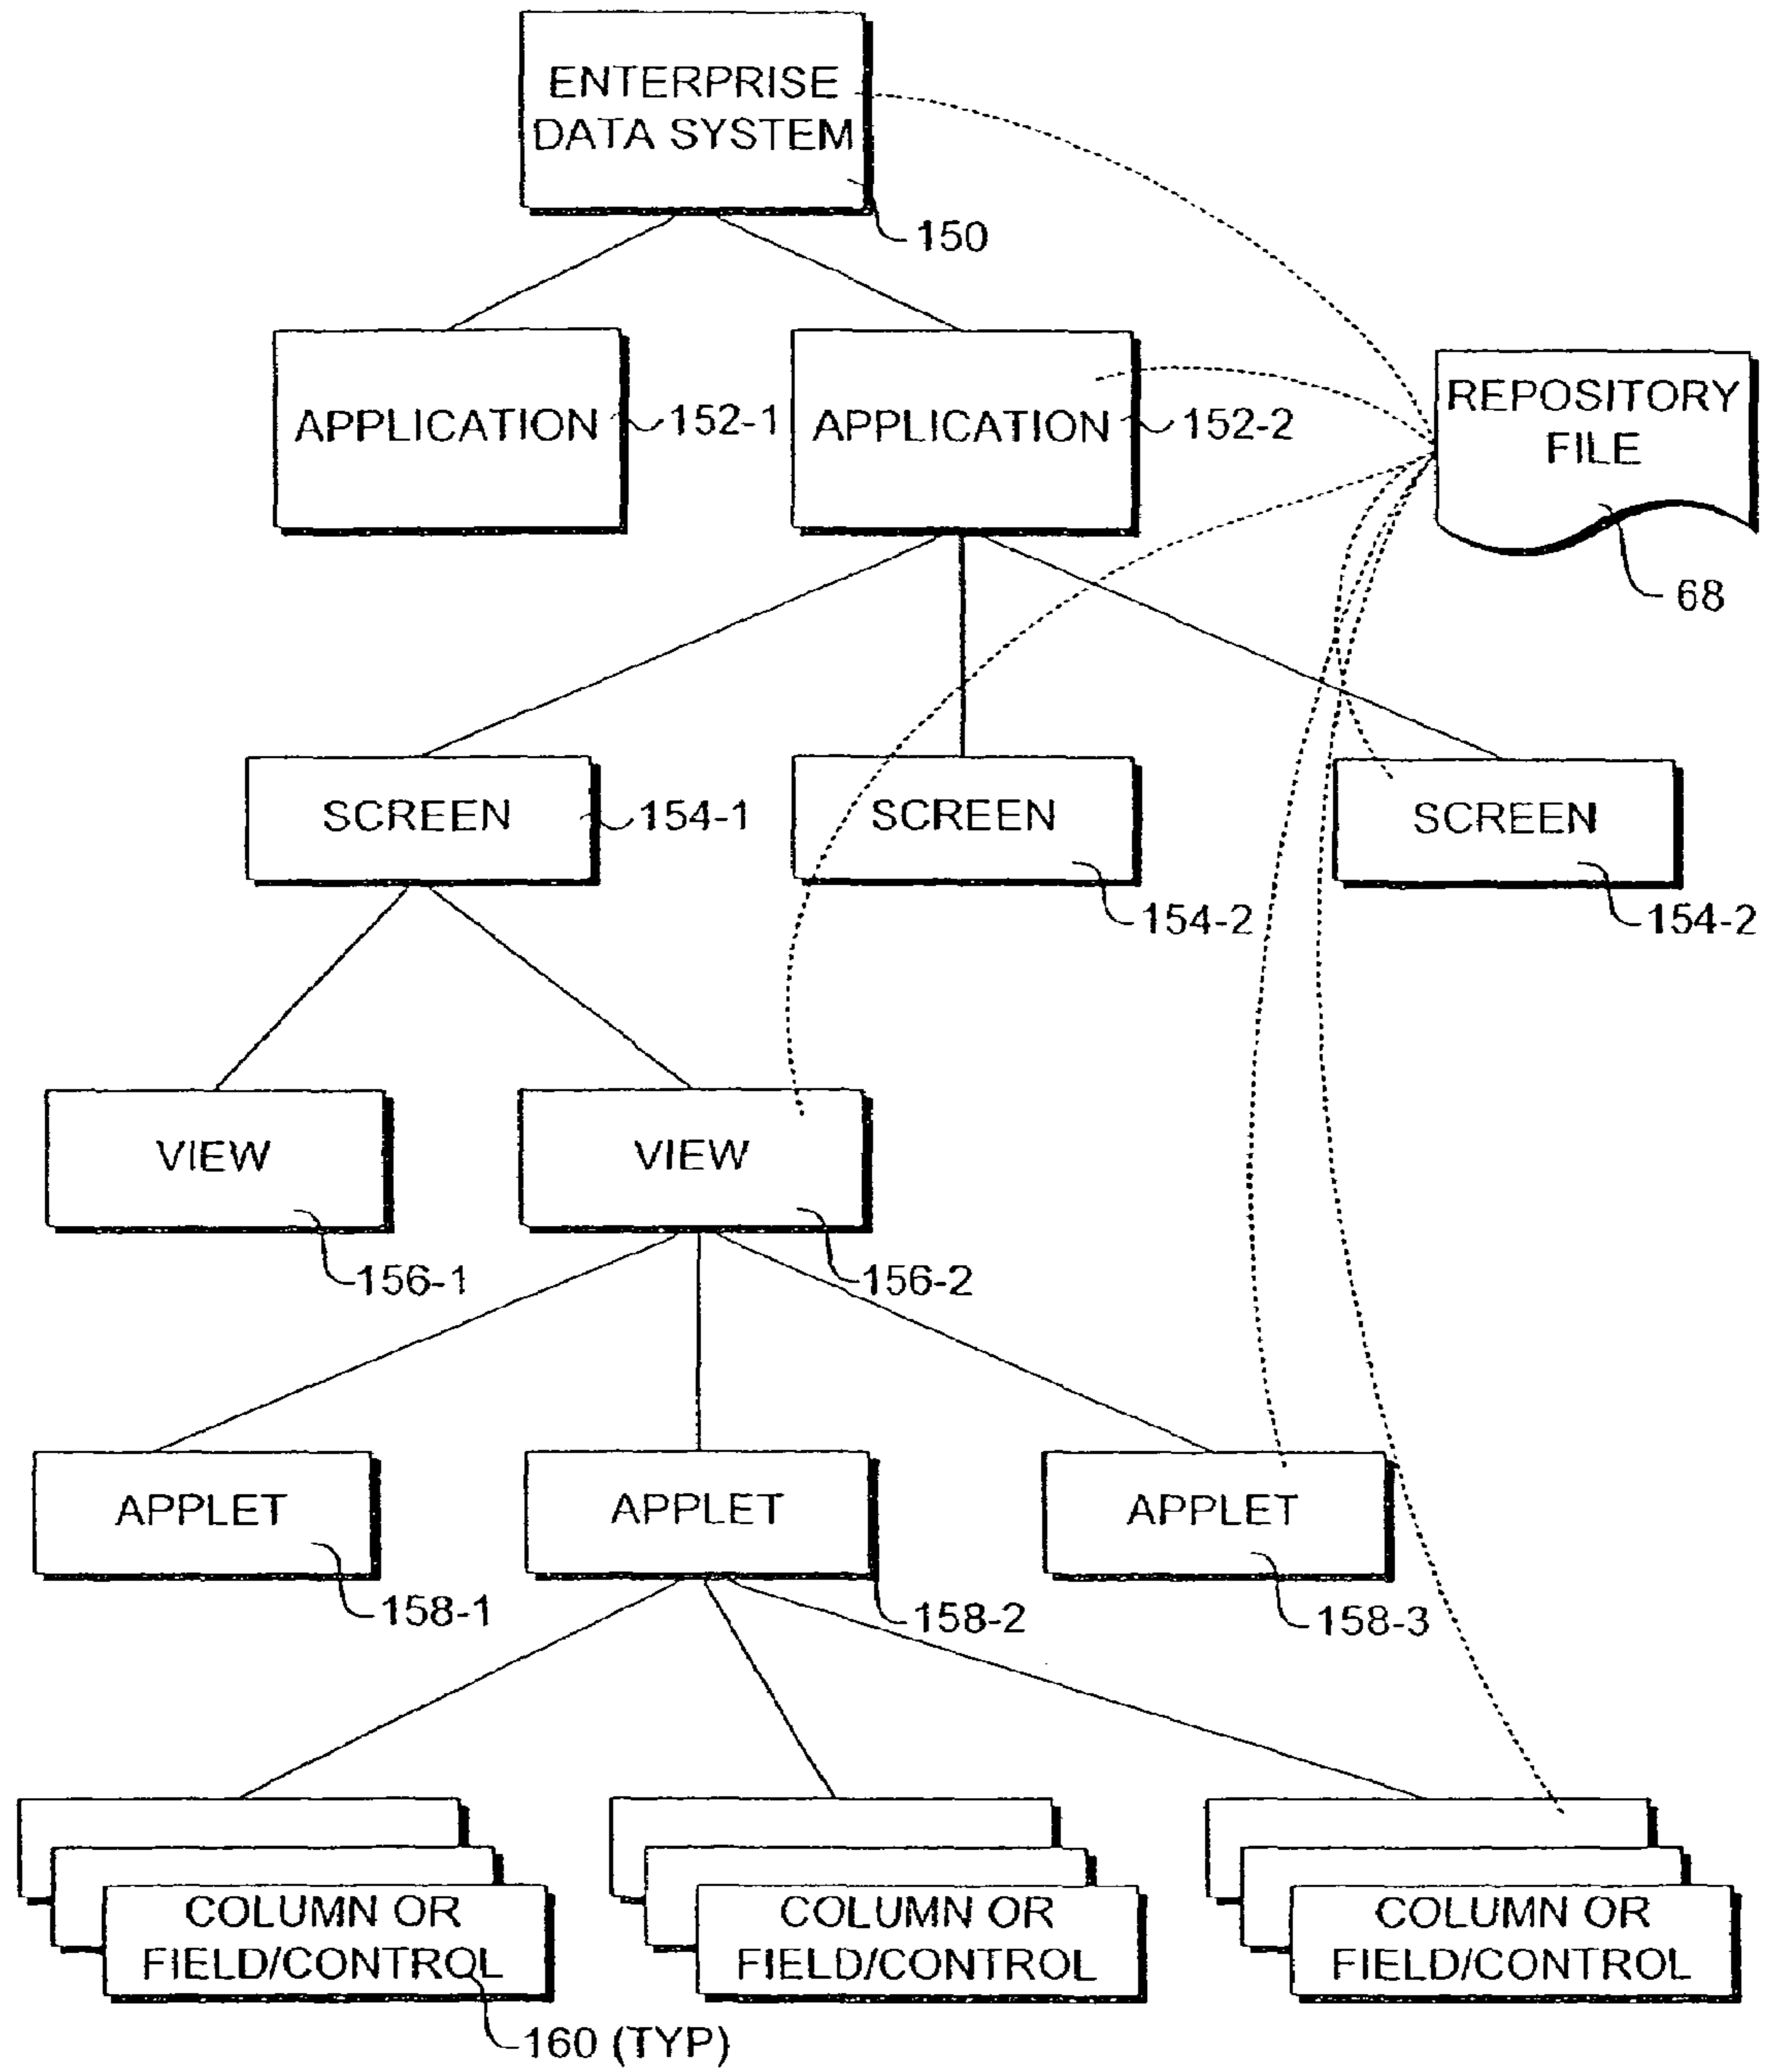 ENTERPRISE
DATA SYSTEM
150
APPLICATION
152-1
APPLICATION
152-2
REPOSITORY
FILE
68
SCREEN
154-1
SCREEN
154-2
SCREEN
154-2
VIEW
156-1
VIEW
156-2
APPLET
158-1
APPLET
158-2
APPLET
158-3
COLUMN OR
FIELD/CONTROL
160 (TYP)
COLUMN OR
FIELD/CONTROL
COLUMN OR
FIELD/CONTROL